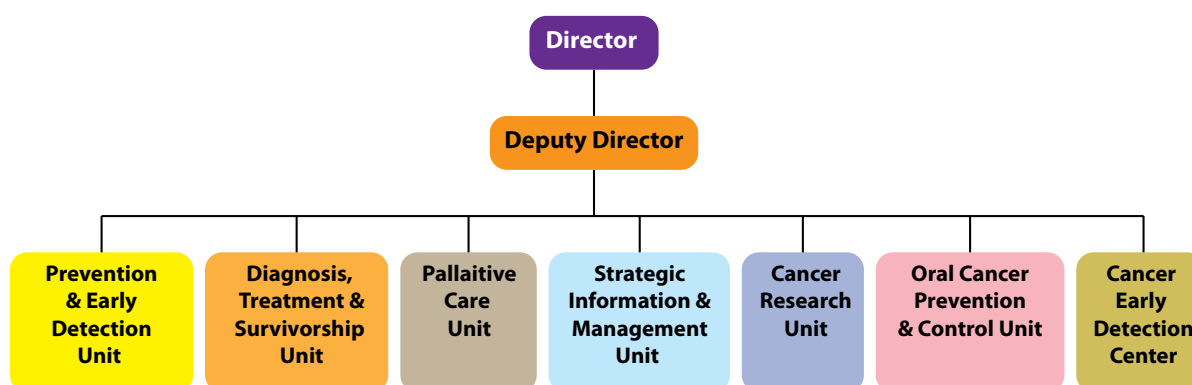 Director
Deputy Director
Prevention
& Early
Detection
Unit
Diagnosis,
Treatment &
Survivorship
Unit
Pallaitive
Care
Unit
Strategic
Information &
Management
Unit
Cancer
Research
Unit
Oral Cancer
Prevention
& Control Unit
Cancer
Early
Detection
Center